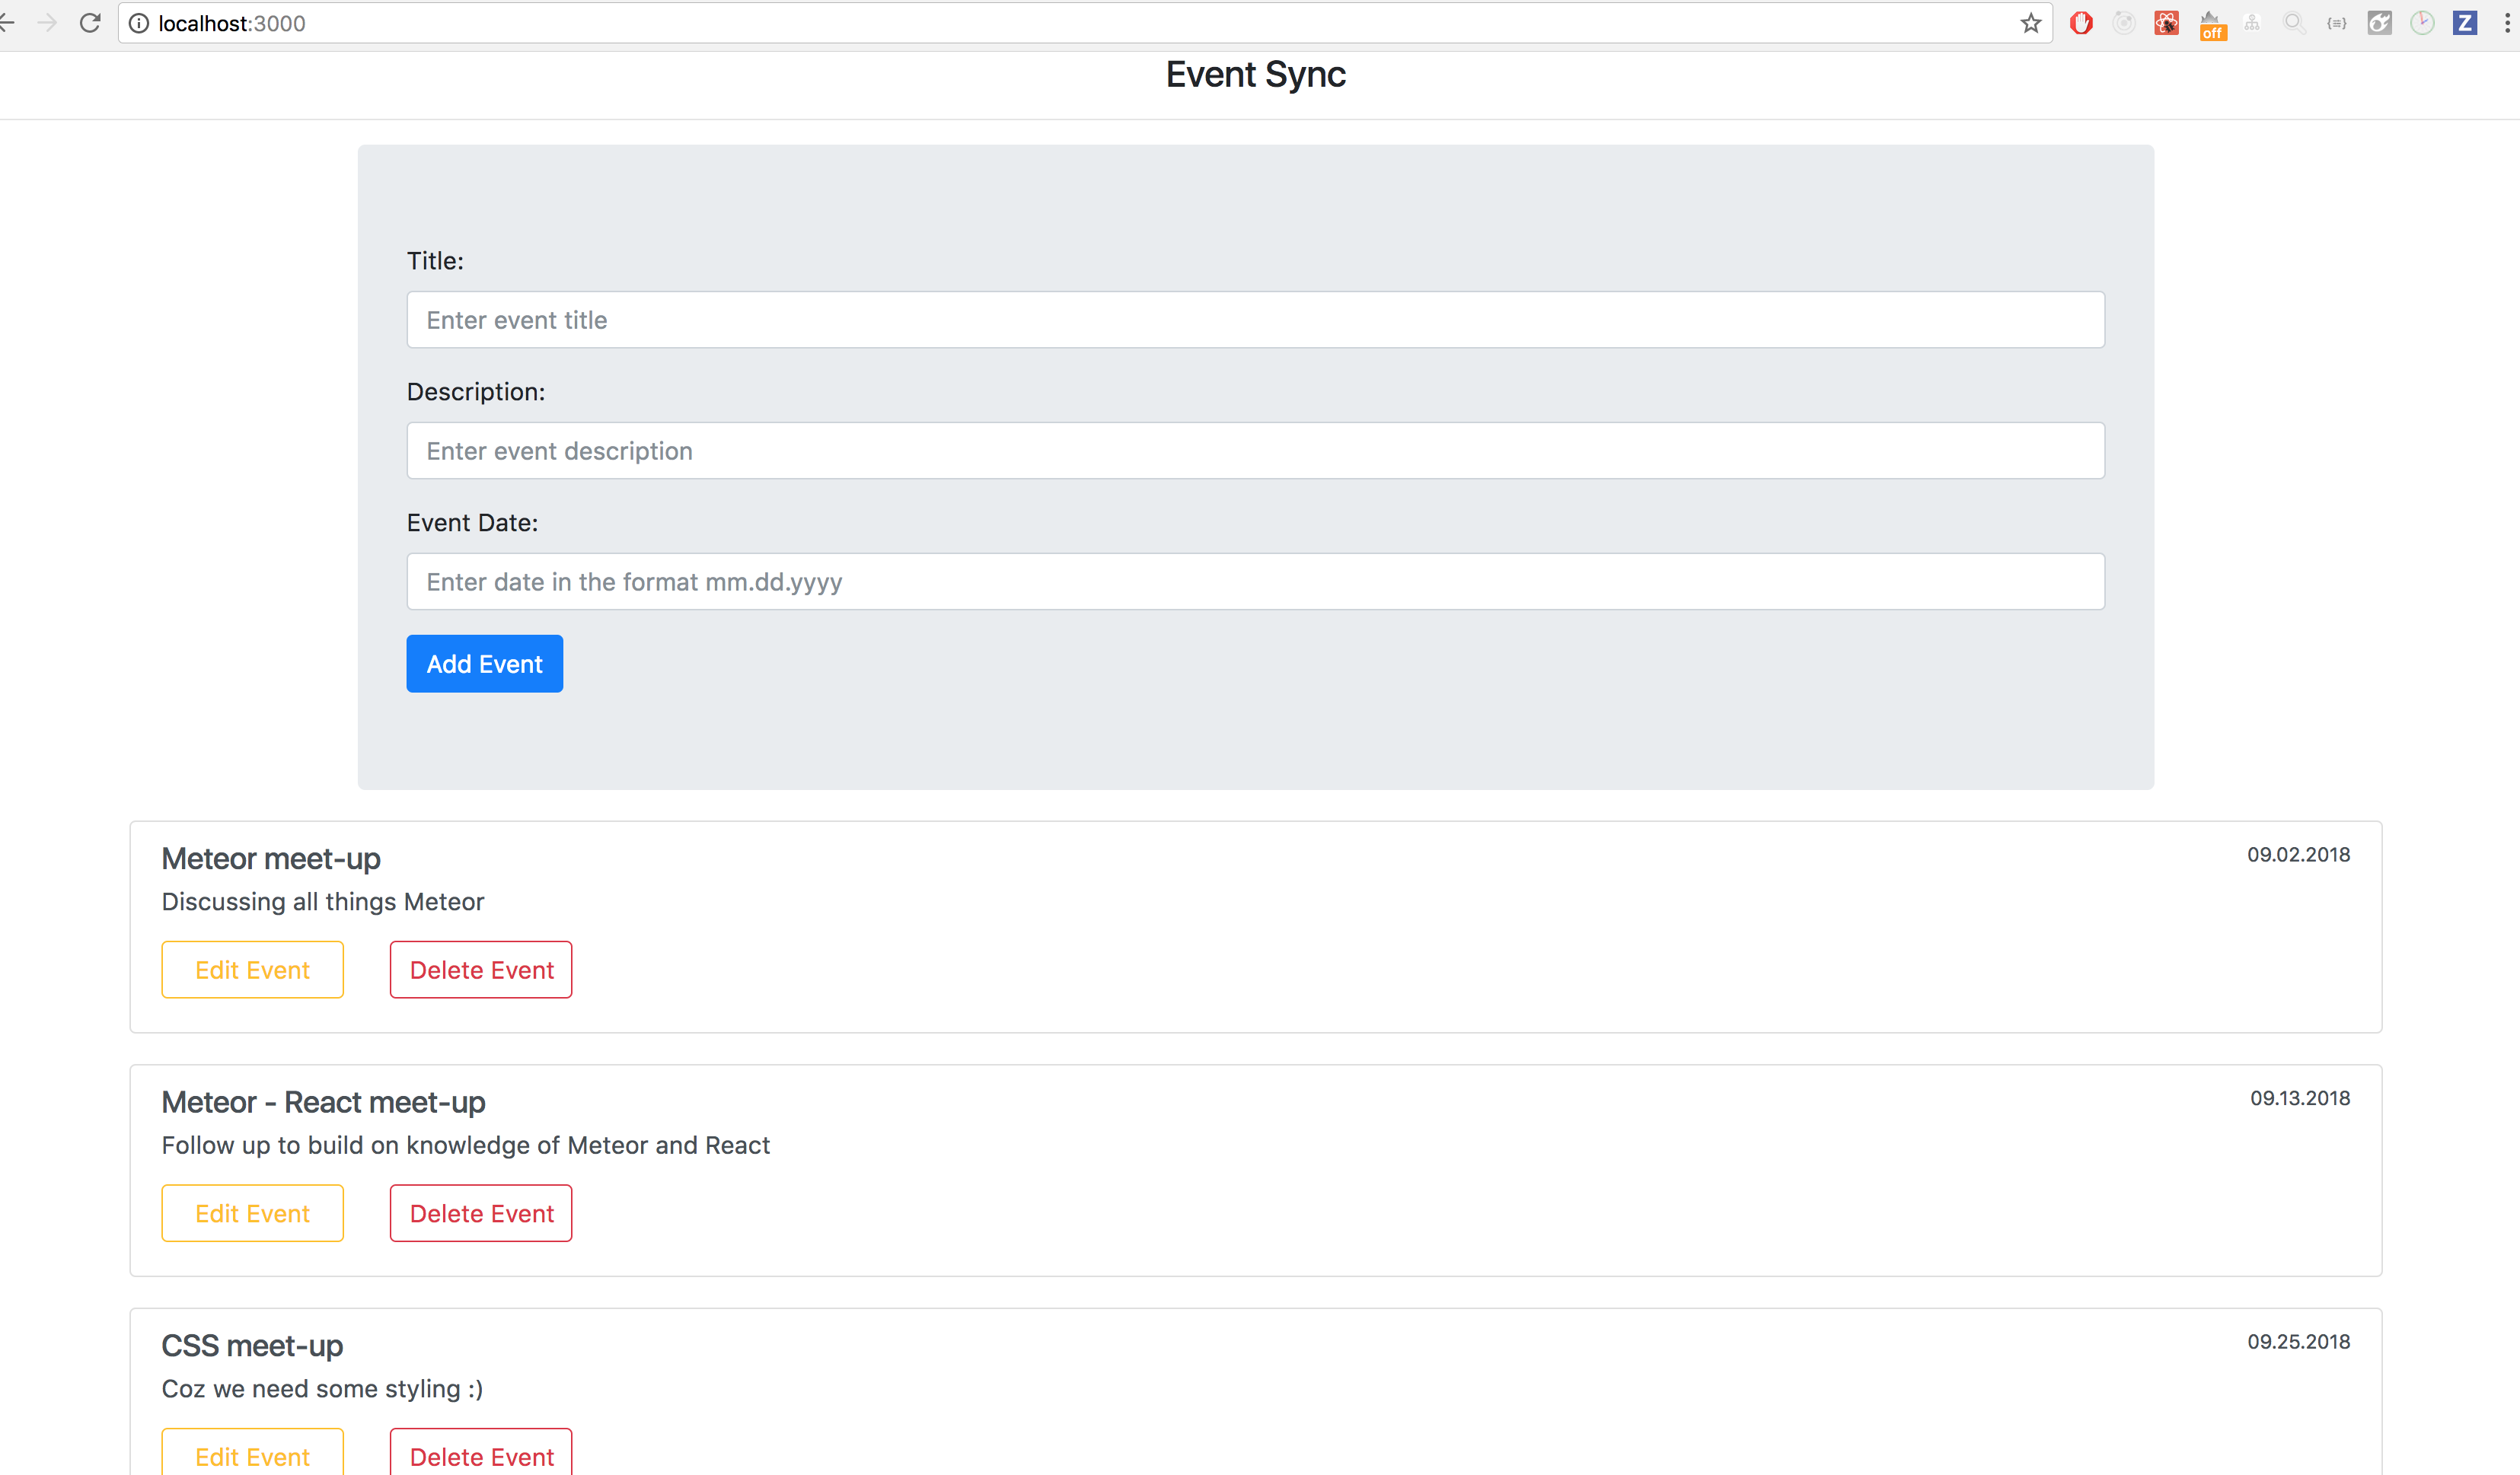 localhost:3000
off
{≡}
Z
Event Sync
Title:
Enter event title
Description:
Enter event description
Event Date:
Enter date in the format mm.dd.yyyy
Add Event
Meteor meet-up
09.02.2018
Discussing all things Meteor
Edit Event
Delete Event
Meteor - React meet-up
09.13.2018
Follow up to build on knowledge of Meteor and React
Edit Event
Delete Event
CSS meet-up
09.25.2018
Coz we need some styling :)
Edit Event
Delete Event